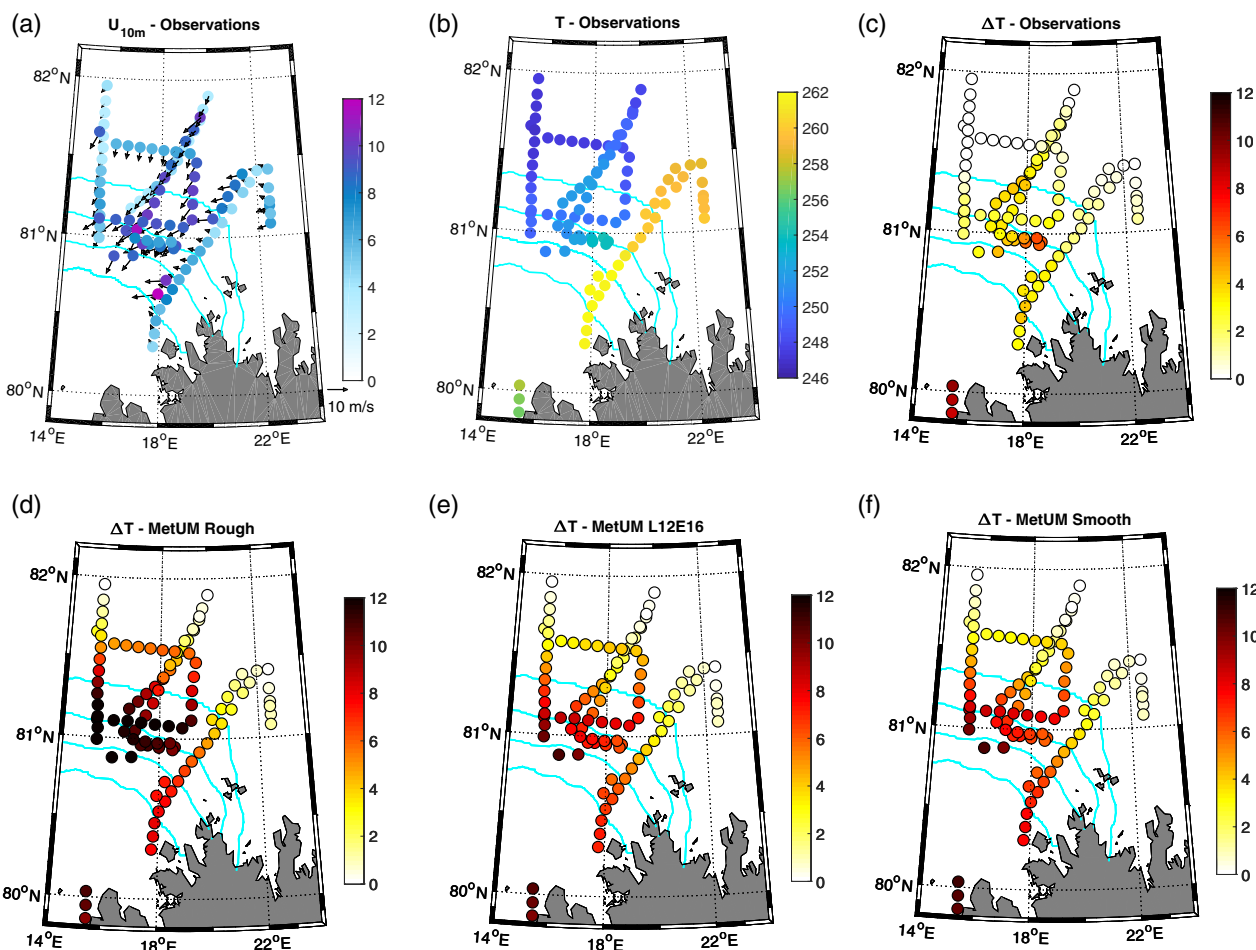 (a)
U10m - Observations
82°N
81°N
80°N
14°E
18°E
22°E
12
10
8
6
4
2
0
10 m/s
(b)
T - Observations
82°N
81°N
80°N
14°E
18°E
22°E
262
260
258
256
254
252
250
248
246
(c)
ΔT - Observations
82°N
81°N
80°N
14°E
18°E
22°E
12
10
8
6
4
2
0
(d)
ΔT - MetUM Rough
82°N
81°N
80°N
14°E
18°E
22°E
12
10
8
6
4
2
0
(e)
ΔT - MetUM L12E16
82°N
81°N
80°N
14°E
18°E
22°E
12
10
8
6
4
2
0
(f)
ΔT - MetUM Smooth
82°N
81°N
80°N
14°E
18°E
22°E
12
10
8
6
4
2
0